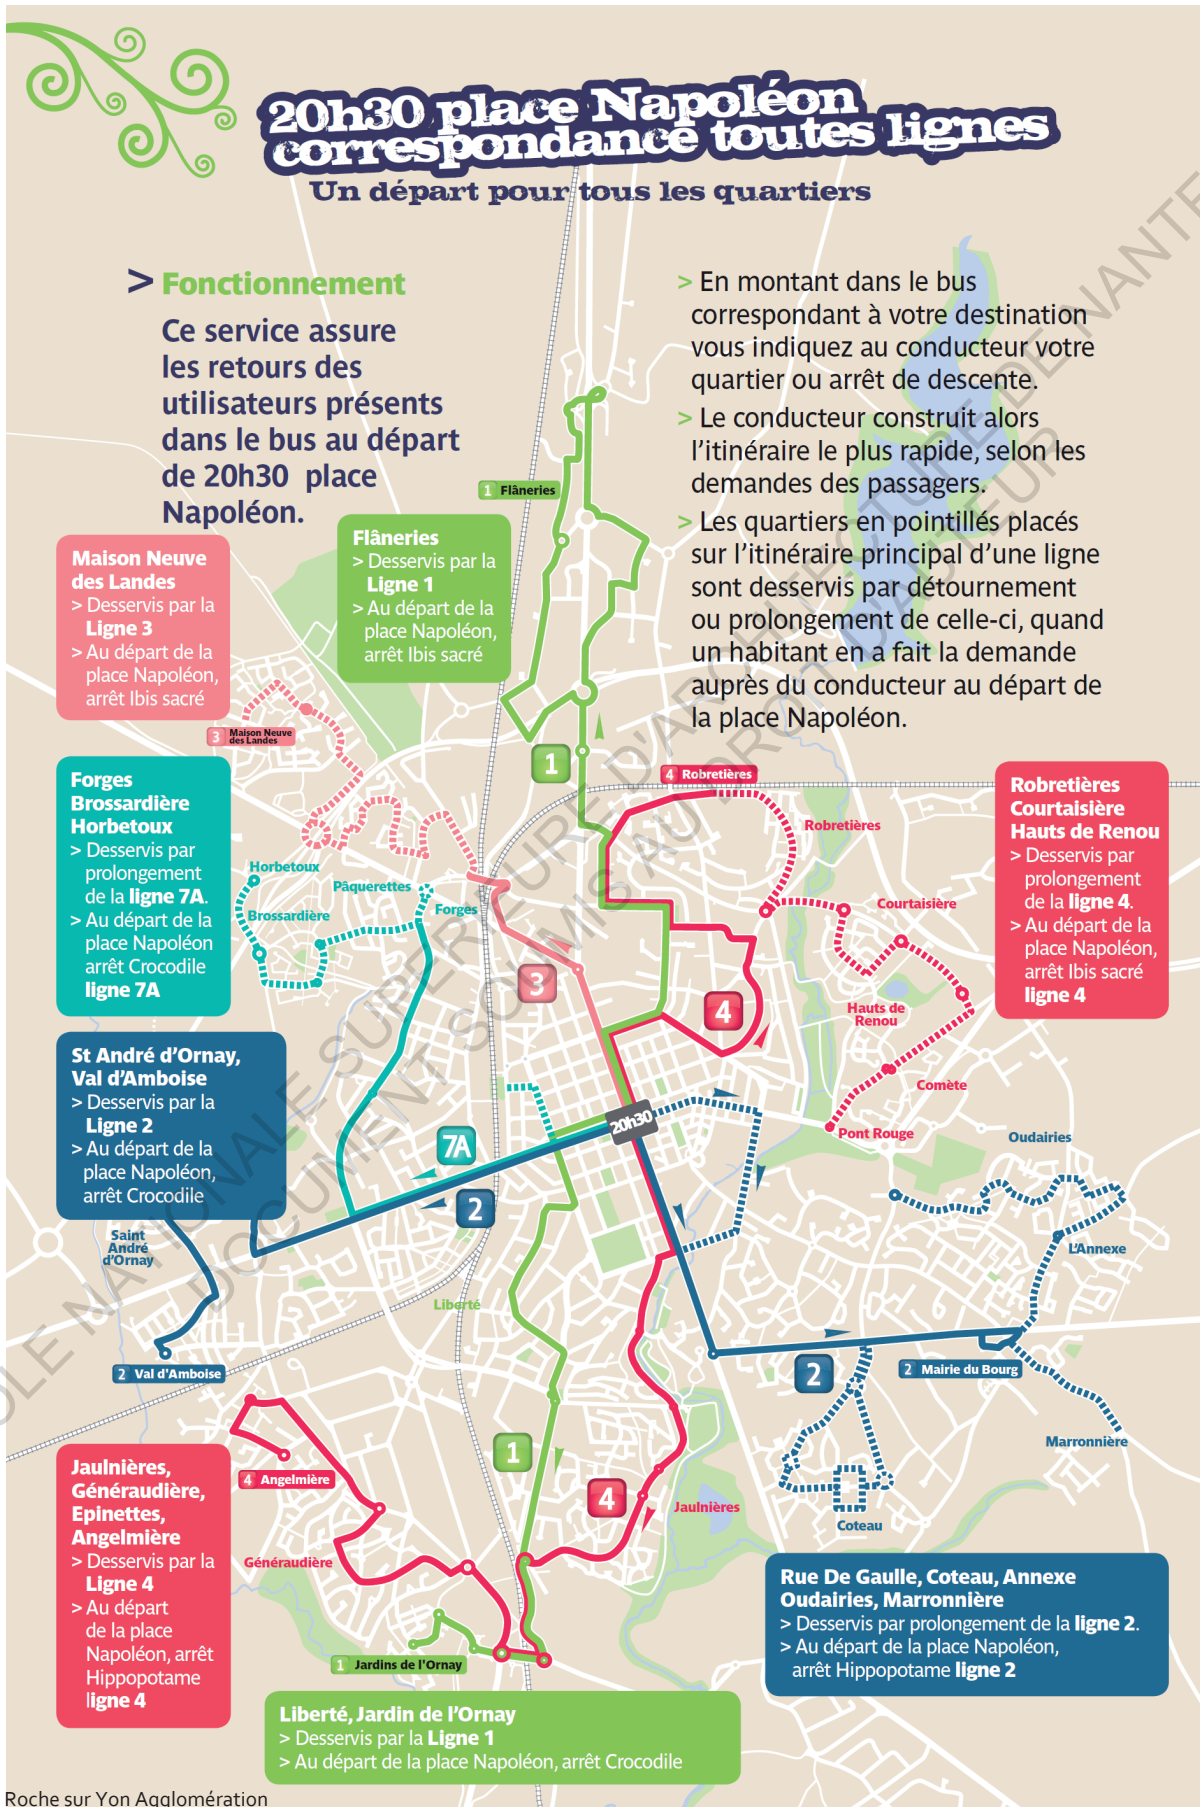 20h30 place Napoléon
correspondance toutes lignes
Un départ pour tous les quartiers
> Fonctionnement
Ce service assure
les retours des
utilisateurs présents
dans le bus au départ
de 20h30 place
Napoléon.
> En montant dans le bus
correspondant à votre destination
vous indiquez au conducteur votre
quartier ou arrêt de descente.
> Le conducteur construit alors
l’itinéraire le plus rapide, selon les
demandes des passagers.
> Les quartiers en pointillés placés
sur l’itinéraire principal d’une ligne
sont desservis par détournement
ou prolongement de celle-ci, quand
un habitant en a fait la demande
auprès du conducteur au départ de
la place Napoléon.
1 Flâneries
Flâneries
> Desservis par la
Ligne 1
> Au départ de la
place Napoléon,
arrêt Ibis sacré
Maison Neuve
des Landes
> Desservis par la
Ligne 3
> Au départ de la
place Napoléon,
arrêt Ibis sacré
3 Maison Neuve
des Landes
1
4 Robretières
Robretières
Forges
Brossardière
Horbetoux
> Desservis par
prolongement
de la ligne 7A.
> Au départ de la
place Napoléon
arrêt Crocodile
ligne 7A
Robretières
Courtaisière
Hauts de Renou
> Desservis par
prolongement
de la ligne 4.
> Au départ de la
place Napoléon,
arrêt Ibis sacré
ligne 4
Horbetoux
Pâquerettes
Brossardière
Forges
Courtaisière
3
4
Hauts de
Renou
Comète
Pont Rouge
20h30
7A
2
St André d’Ornay,
Val d’Amboise
> Desservis par la
Ligne 2
> Au départ de la
place Napoléon,
arrêt Crocodile
Oudairies
L’Annexe
Saint
André
d’Ornay
Liberté
2 Val d’Amboise
2
2 Mairie du Bourg
Marronnière
1
4
Jaulnières
Coteau
4 Angelmière
Généraudière
Jaulnières,
Généraudière,
Epinettes,
Angelmière
> Desservis par la
Ligne 4
> Au départ
de la place
Napoléon, arrêt
Hippopotame
ligne 4
1 Jardins de l’Ornay
Rue De Gaulle, Coteau, Annexe
Oudairies, Marronnière
> Desservis par prolongement de la ligne 2.
> Au départ de la place Napoléon,
arrêt Hippopotame ligne 2
Liberté, Jardin de l’Ornay
> Desservis par la Ligne 1
> Au départ de la place Napoléon, arrêt Crocodile
Roche sur Yon Agglomération
OLE NATIONALE SUPERIEURE D'ARCHITECTURE DE NANTE
DOCUMENT SOUMIS AU DROIT D'AUTEUR